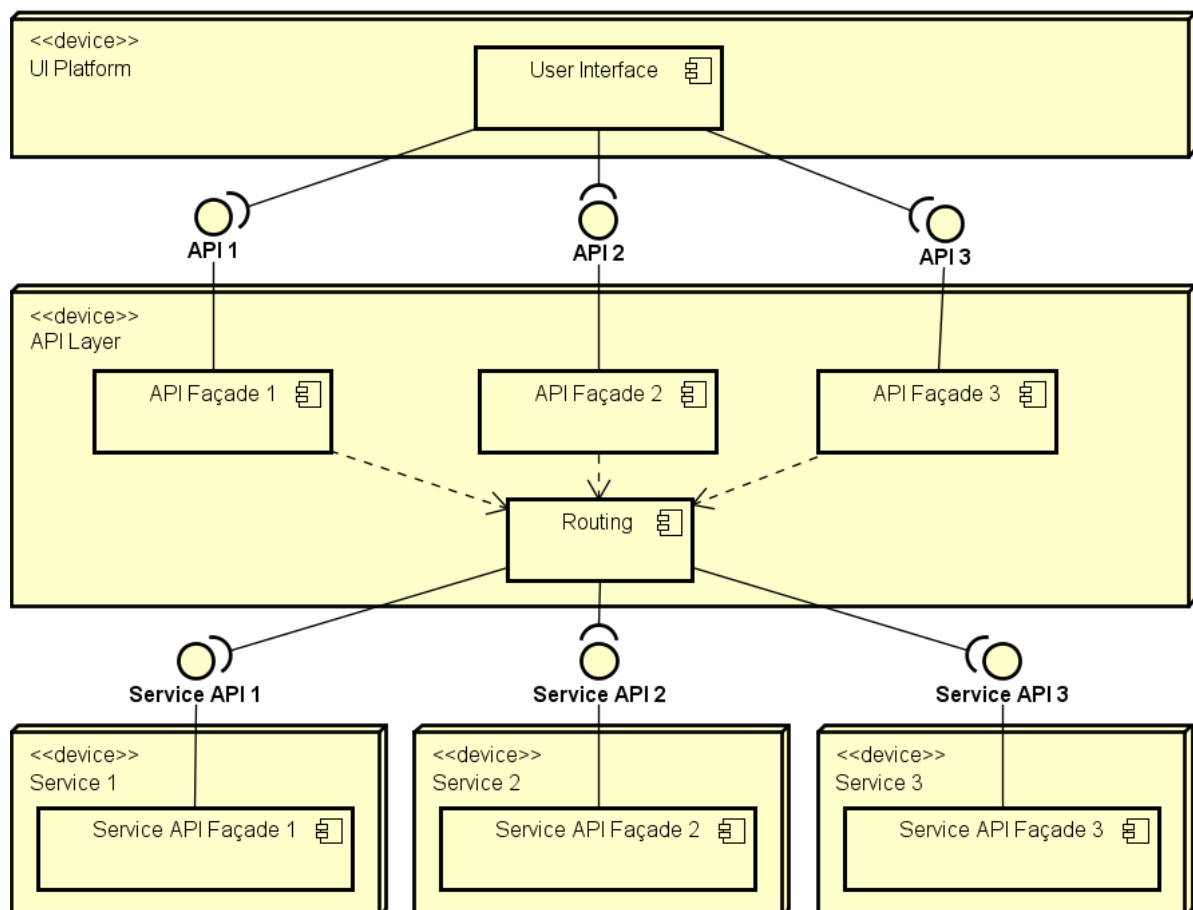 <<device>>
UI Platform
User Interface
API 1
API 2
API 3
<<device>>
API Layer
API Façade 1
API Façade 2
API Façade 3
Routing
Service API 1
Service API 2
Service API 3
<<device>>
Service 1
Service API Façade 1
<<device>>
Service 2
Service API Façade 2
<<device>>
Service 3
Service API Façade 3